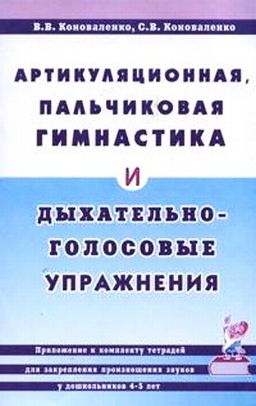 В.В. Коноваленко, С.В. Коноваленко
АРТИКУЛЯЦИОННАЯ,
ПАЛЬЧИКОВАЯ
ГИМНАСТИКА
И
ДЫХАТЕЛЬНО-
ГОЛОСОВЫЕ
УПРАЖНЕНИЯ
Приложение к комплекту тетрадей
для закрепления произношения звуков
у дошкольников 4-5 лет